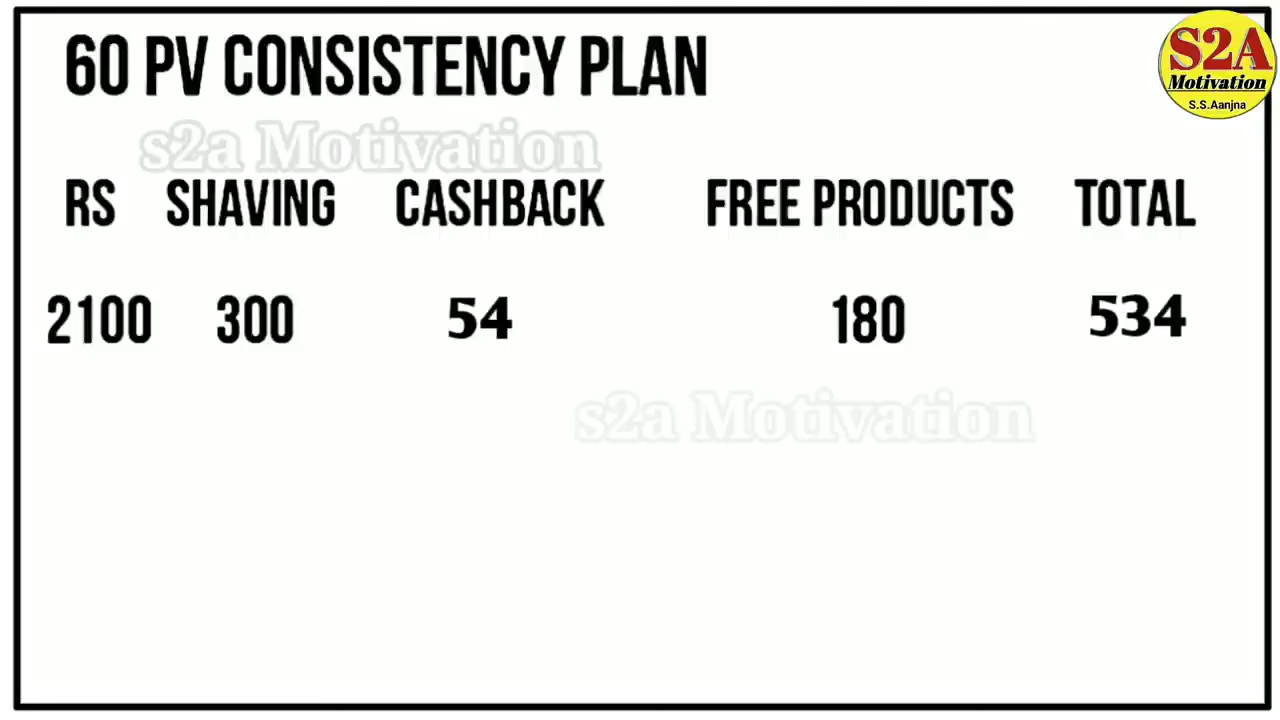 60 PV CONSISTENCY PLAN
S2A
Motivation
S.S.Aanjna
s2a Motivation
RS SHAVING CASHBACK FREE PRODUCTS TOTAL
2100 300 54 180 534
s2a Motivation